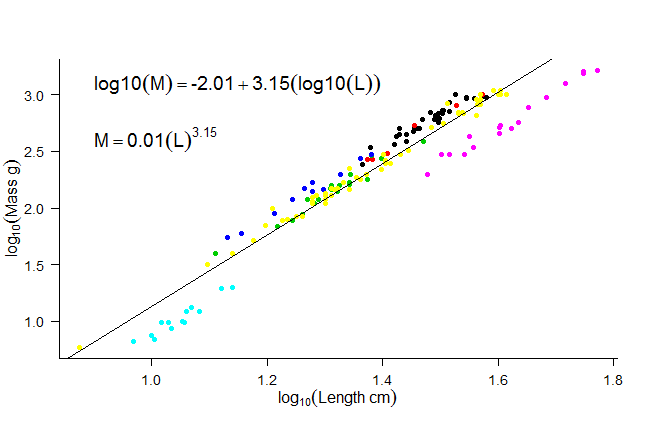 log10(M) = -2.01 + 3.15(log10(L))
M = 0.01(L)^3.15
3.0
2.5
2.0
1.5
1.0
log₁₀(Mass g)
1.0 1.2 1.4 1.6 1.8
log₁₀(Length cm)